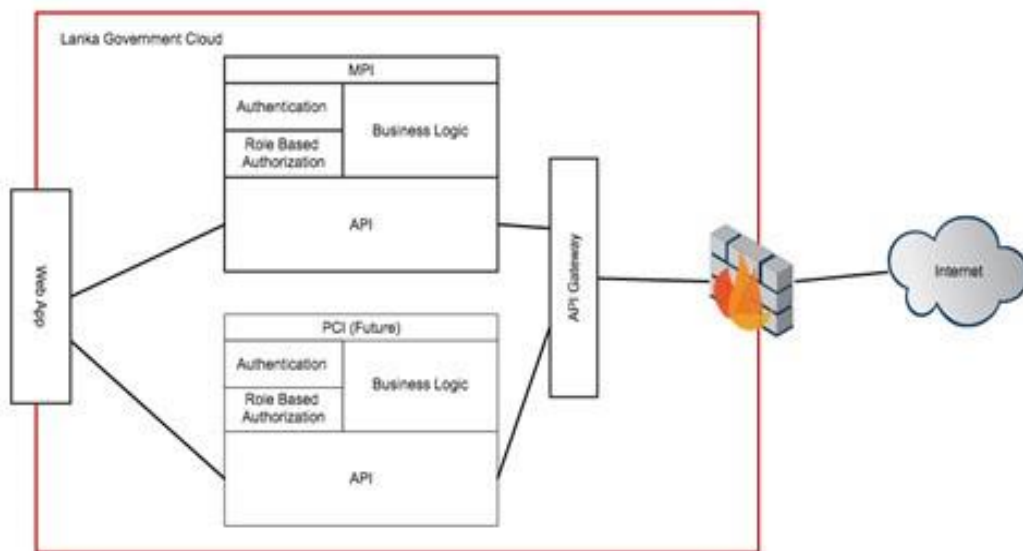 Lanka Government Cloud
MPI
Authentication
Business Logic
Role Based
Authorization
API
Web App
API Gateway
Internet
PCI (Future)
Authentication
Business Logic
Role Based
Authorization
API